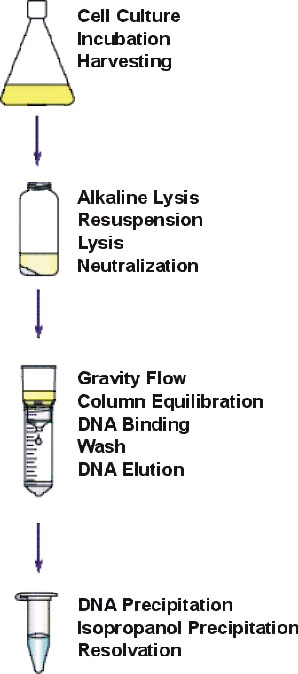 Cell Culture
Incubation
Harvesting
Alkaline Lysis
Resuspension
Lysis
Neutralization
Gravity Flow
Column Equilibration
DNA Binding
Wash
DNA Elution
DNA Precipitation
Isopropanol Precipitation
Resolvation